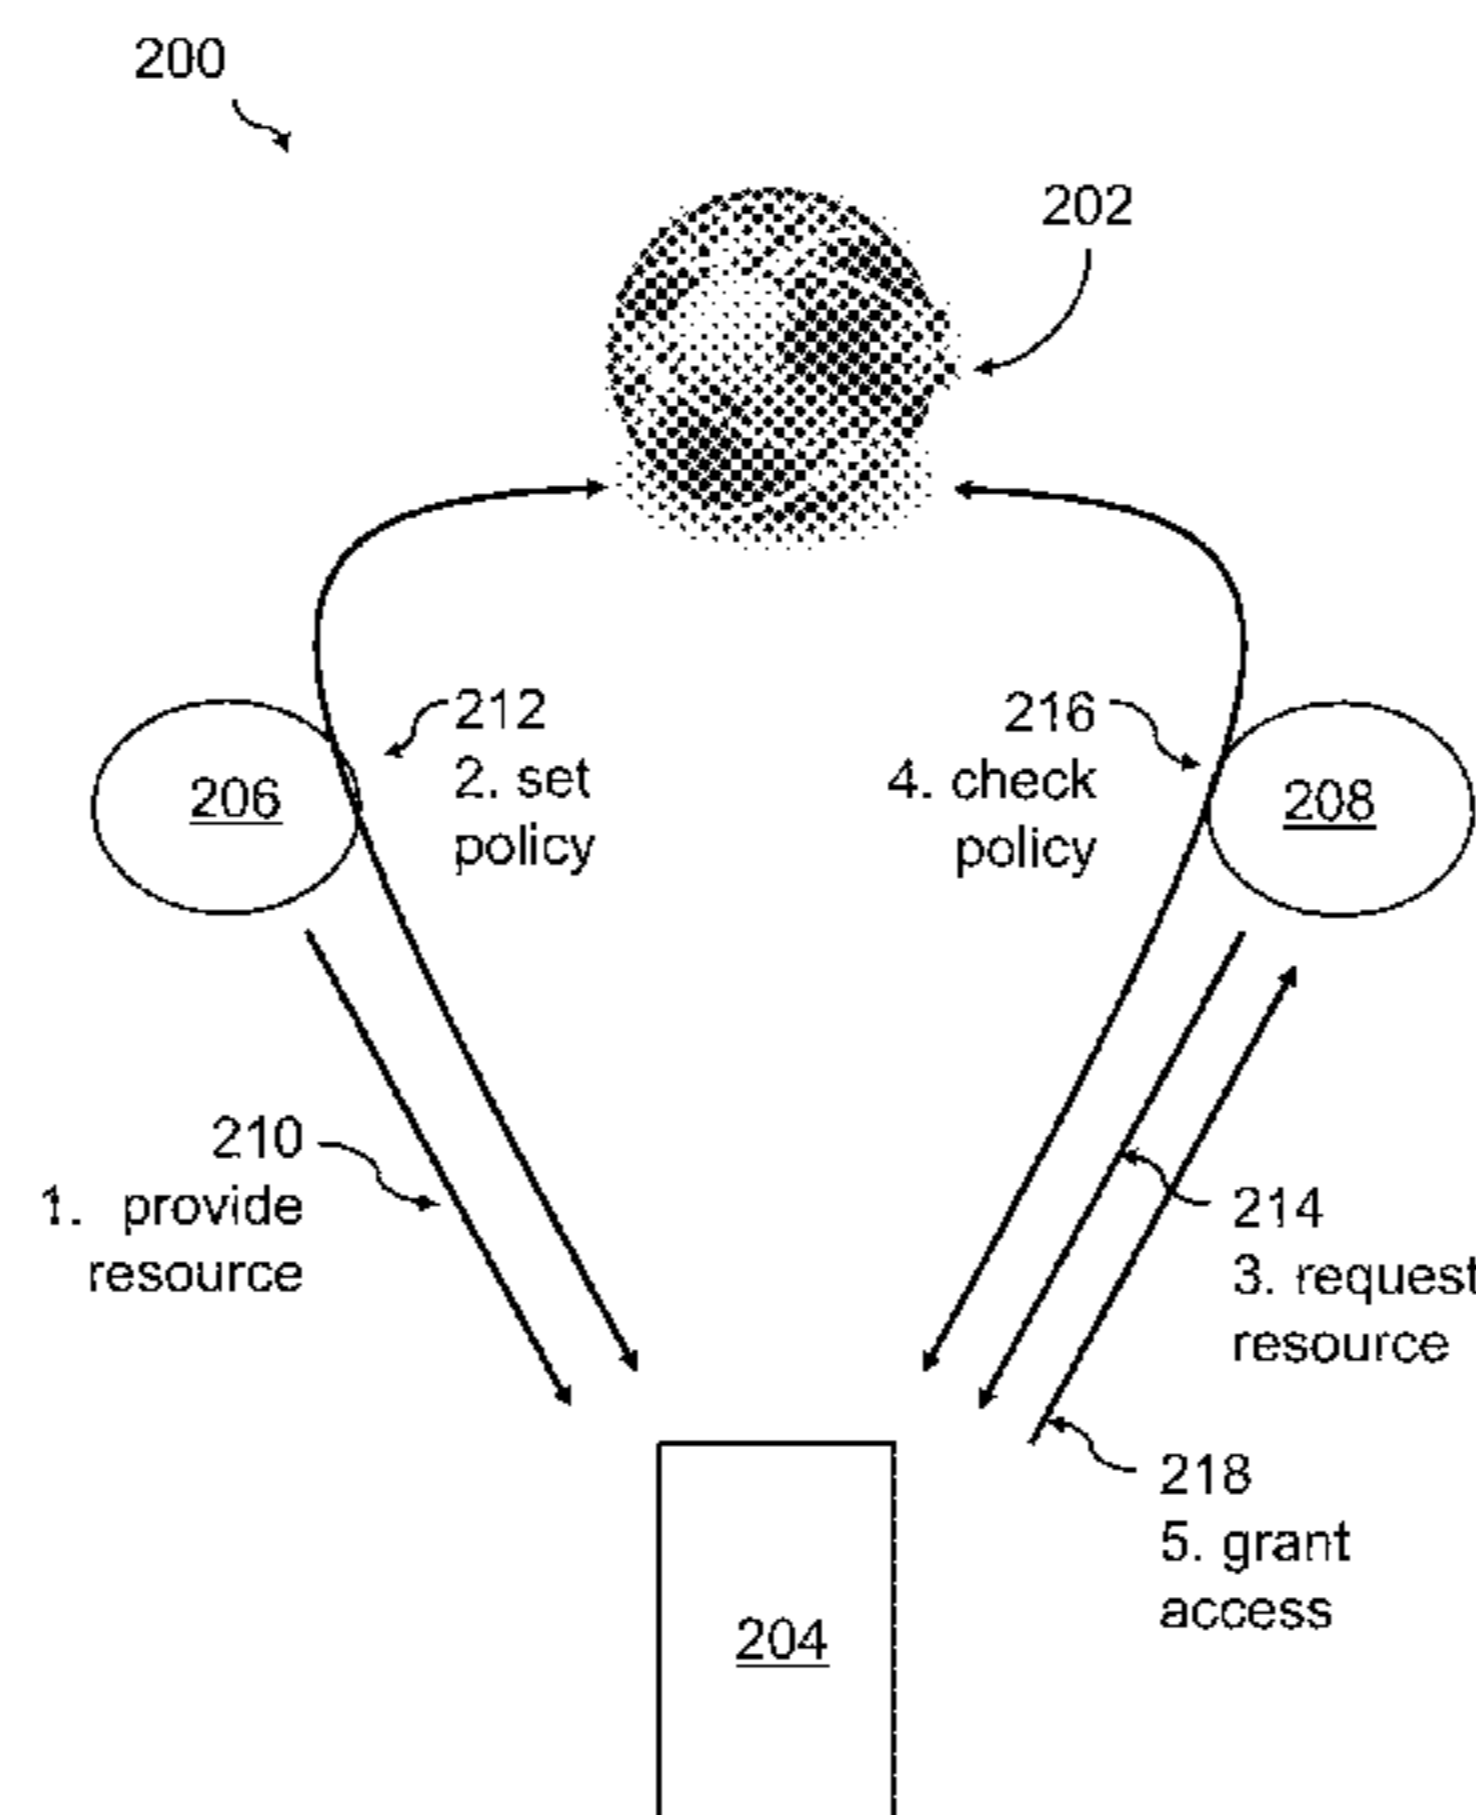 200
202
212
2. set
policy
216
4. check
policy
206
208
210
1. provide
resource
214
3. request
resource
218
5. grant
access
204